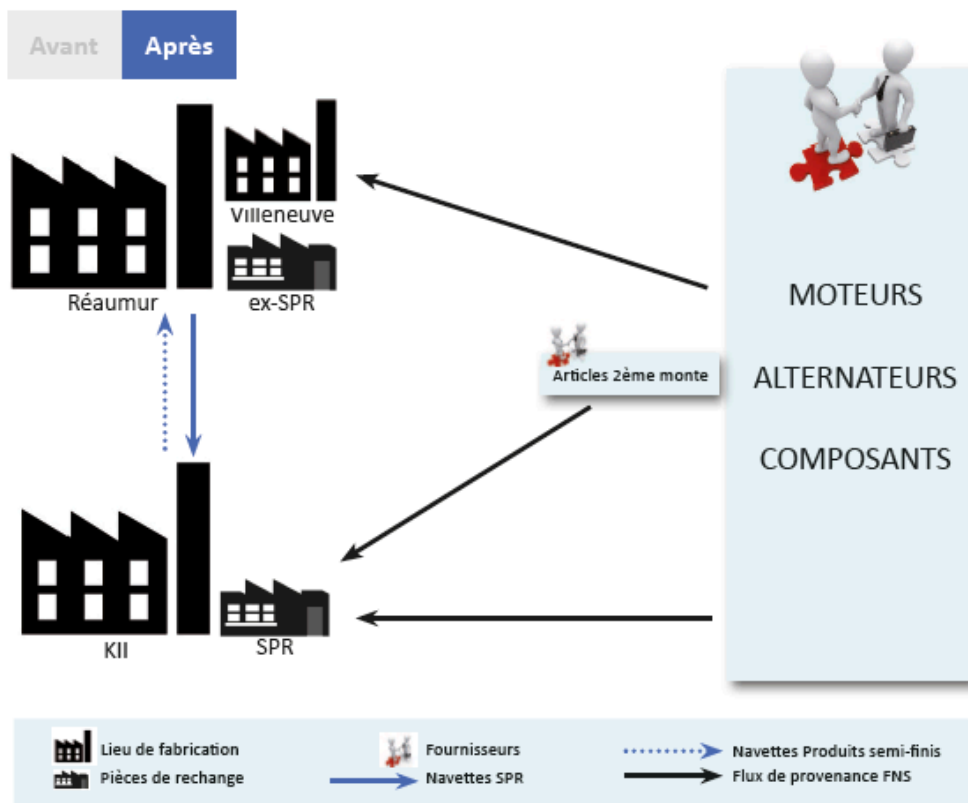 Avant
Après
Villeneuve
Réaumur
ex-SPR
MOTEURS
Articles 2ème monte
ALTERNATEURS
COMPOSANTS
KII
SPR
Lieu de fabrication
Fournisseurs
Navettes Produits semi-finis
Pièces de rechange
Navettes SPR
Flux de provenance FNS